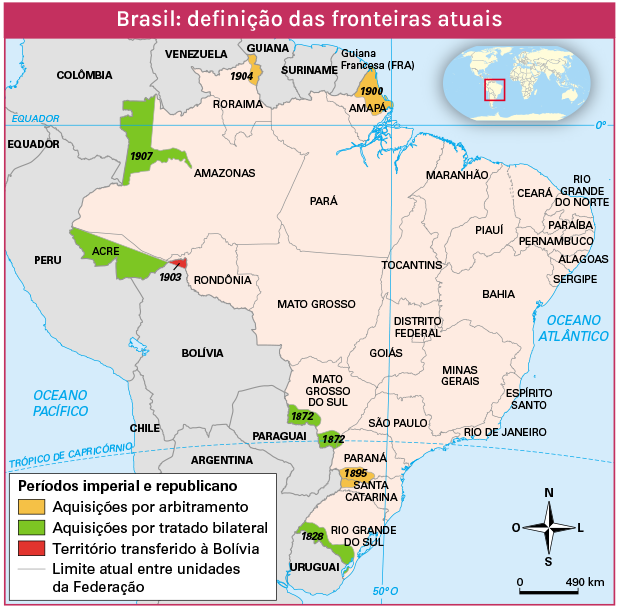 Brasil: definição das fronteiras atuais
VENEZUELA
GUIANA
Guiana
Francesa (FRA)
COLÔMBIA
SURINAME
1904
1900
RORAIMA
AMAPÁ
EQUADOR
0°
EQUADOR
1907
AMAZONAS
PARÁ
MARANHÃO
CEARÁ
RIO
GRANDE
DO NORTE
PARAÍBA
PIAUÍ
PERNAMBUCO
ALAGOAS
SERGIPE
ACRE
PERU
1903
RONDÔNIA
TOCANTINS
MATO GROSSO
BAHIA
OCEANO
ATLÂNTICO
DISTRITO
FEDERAL
BOLÍVIA
GOIÁS
MINAS
GERAIS
MATO
GROSSO
DO SUL
ESPÍRITO
SANTO
OCEANO
PACÍFICO
1872
CHILE
PARAGUAI
1872
SÃO PAULO
RIO DE JANEIRO
TRÓPICO DE CAPRICÓRNIO
ARGENTINA
PARANÁ
1895
SANTA
CATARINA
1828
RIO GRANDE
DO SUL
URUGUAI
50°O
Períodos imperial e republicano
Aquisições por arbitramento
Aquisições por tratado bilateral
Território transferido à Bolívia
Limite atual entre unidades
da Federação
N
O
L
S
0
490 km